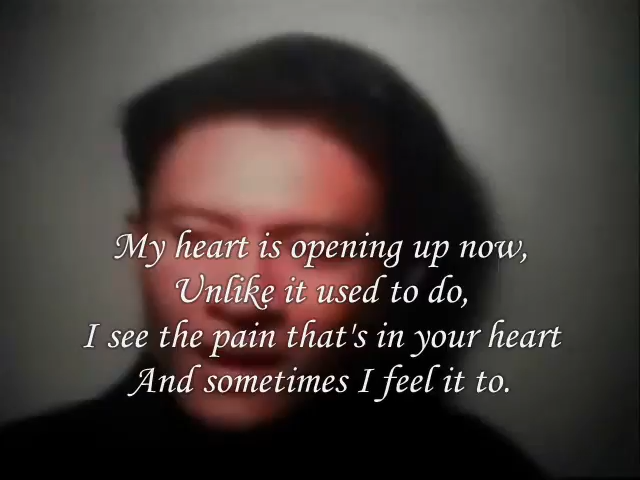 My heart is opening up now,
Unlike it used to do,
I see the pain that's in your heart
And sometimes I feel it to.